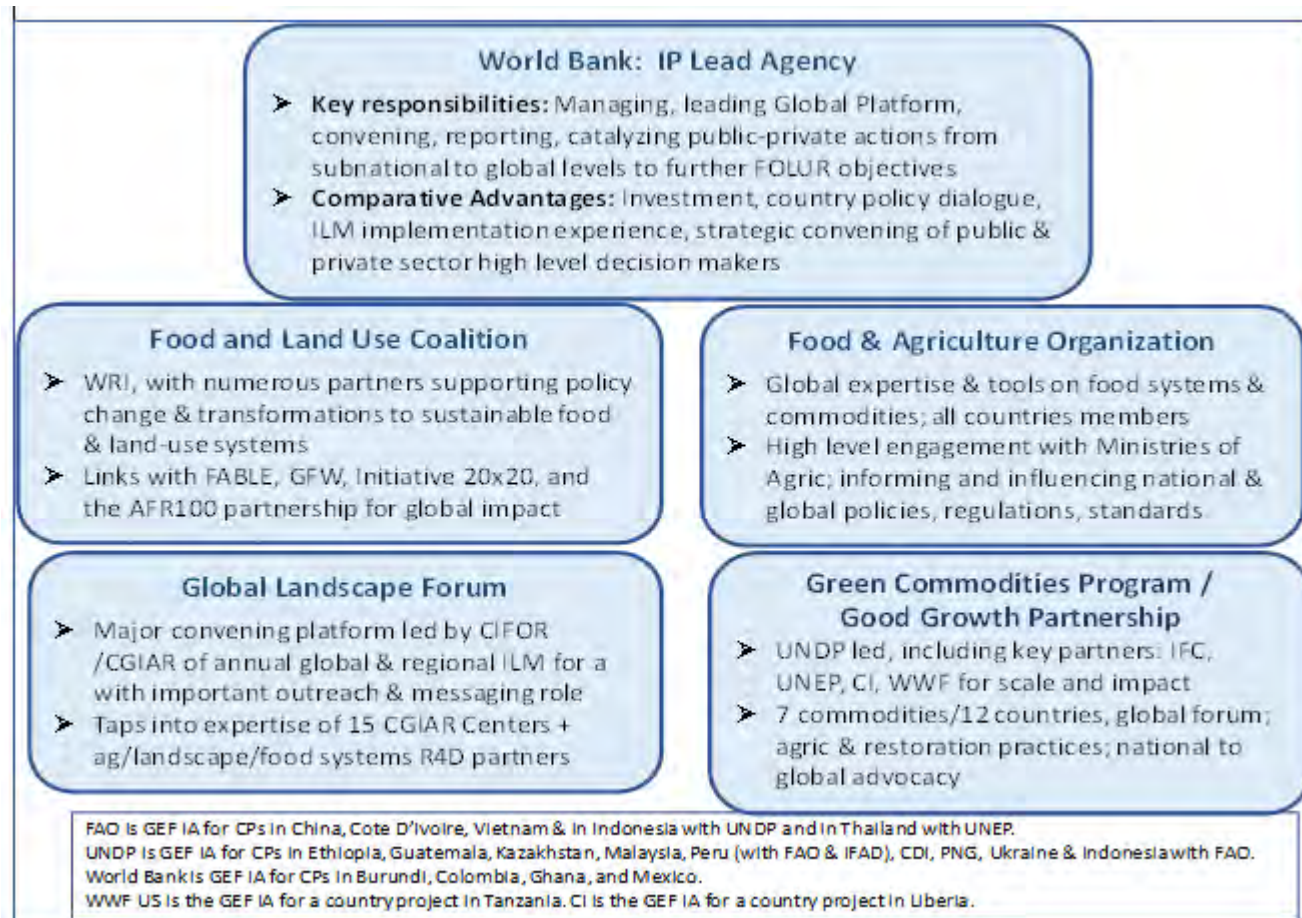 World Bank: IP Lead Agency
➤ Key responsibilities: Managing, leading Global Platform,
convening, reporting, catalyzing public-private actions from
subnational to global levels to further FOLUR objectives
➤ Comparative Advantages: Investment, country policy dialogue,
ILM implementation experience, strategic convening of public &
private sector high level decision makers
Food and Land Use Coalition
➤ WRI, with numerous partners supporting policy
change & transformations to sustainable food
& land-use systems
➤ Links with FABLE, GFW, Initiative 20x20, and
the AFR100 partnership for global impact
Food & Agriculture Organization
➤ Global expertise & tools on food systems &
commodities; all countries members
➤ High level engagement with Ministries of
Agric; informing and influencing national &
global policies, regulations, standards.
Global Landscape Forum
➤ Major convening platform led by CIFOR
/CGIAR of annual global & regional ILM for a
with important outreach & messaging role
➤ Taps into expertise of 15 CGIAR Centers +
ag/landscape/food systems R4D partners
Green Commodities Program /
Good Growth Partnership
➤ UNDP led, including key partners: IFC,
UNEP, CI, WWF for scale and impact
➤ 7 commodities/12 countries, global forum;
agric & restoration practices; national to
global advocacy
FAO is GEF IA for CPs in China, Cote D'Ivoire, Vietnam & in Indonesia with UNDP and in Thailand with UNEP.
UNDP is GEF IA for CPs in Ethiopia, Guatemala, Kazakhstan, Malaysia, Peru (with FAO & IFAD), CDI, PNG, Ukraine & Indonesia with FAO.
World Bank is GEF IA for CPs in Burundi, Colombia, Ghana, and Mexico.
WWF US is the GEF IA for a country project in Tanzania. CI is the GEF IA for a country project in Liberia.